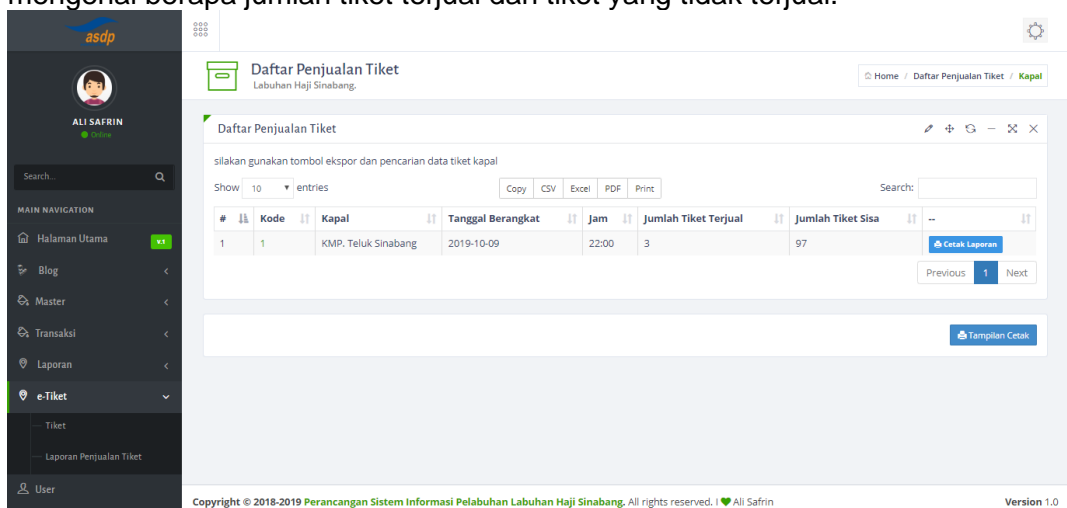 mengenai berapa jumlah tiket terjual dan tiket yang tidak terjual.
asdp
ALI SAFRIN
Online
Search...
MAIN NAVIGATION
Halaman Utama
v.1
Blog
Master
Transaksi
Laporan
e-Tiket
Tiket
Laporan Penjualan Tiket
User
Daftar Penjualan Tiket
Labuhan Haji Sinabang.
Home / Daftar Penjualan Tiket / Kapal
Daftar Penjualan Tiket
silakan gunakan tombol ekspor dan pencarian data tiket kapal
Show 10 entries Copy CSV Excel PDF Print Search:
# Kode Kapal Tanggal Berangkat Jam Jumlah Tiket Terjual Jumlah Tiket Sisa --
1 1 KMP. Teluk Sinabang 2019-10-09 22:00 3 97 Cetak Laporan
Previous 1 Next
Tampilan Cetak
Copyright © 2018-2019 Perancangan Sistem Informasi Pelabuhan Labuhan Haji Sinabang. All rights reserved. | Ali Safrin Version 1.0